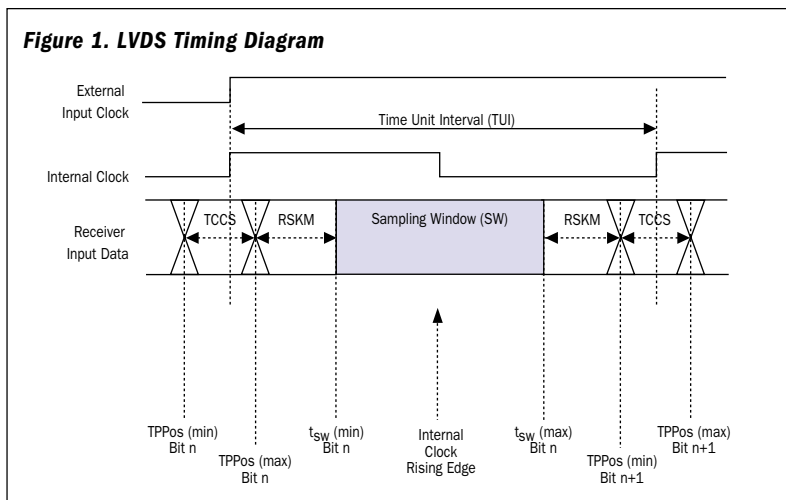 Figure 1. LVDS Timing Diagram
External
Input Clock
Time Unit Interval (TUI)
Internal Clock
Receiver
Input Data
TCCS
RSKM
Sampling Window (SW)
RSKM
TCCS
TPPos (min)
Bit n
TPPos (max)
Bit n
tSW (min)
Bit n
Internal
Clock
Rising Edge
tSW (max)
Bit n
TPPos (min)
Bit n+1
TPPos (max)
Bit n+1